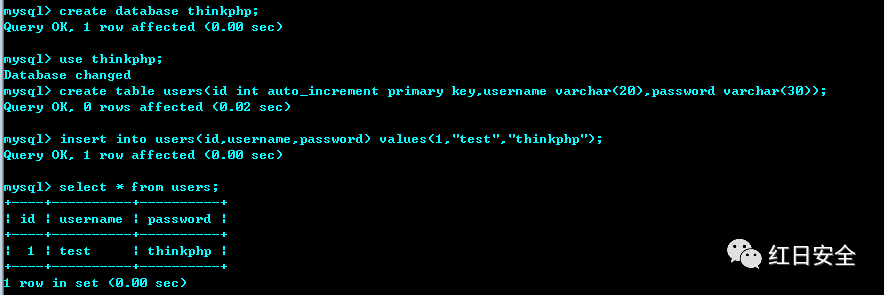 mysql> create database thinkphp;
Query OK, 1 row affected (0.00 sec)
mysql> use thinkphp;
Database changed
mysql> create table users(id int auto_increment primary key,username varchar(20),password varchar(30));
Query OK, 0 rows affected (0.02 sec)
mysql> insert into users(id,username,password) values(1,"test","thinkphp");
Query OK, 1 row affected (0.00 sec)
mysql> select * from users;
+----+----------+----------+
| id | username | password |
+----+----------+----------+
|  1 | test     | thinkphp |
+----+----------+----------+
1 row in set (0.00 sec)
红日安全